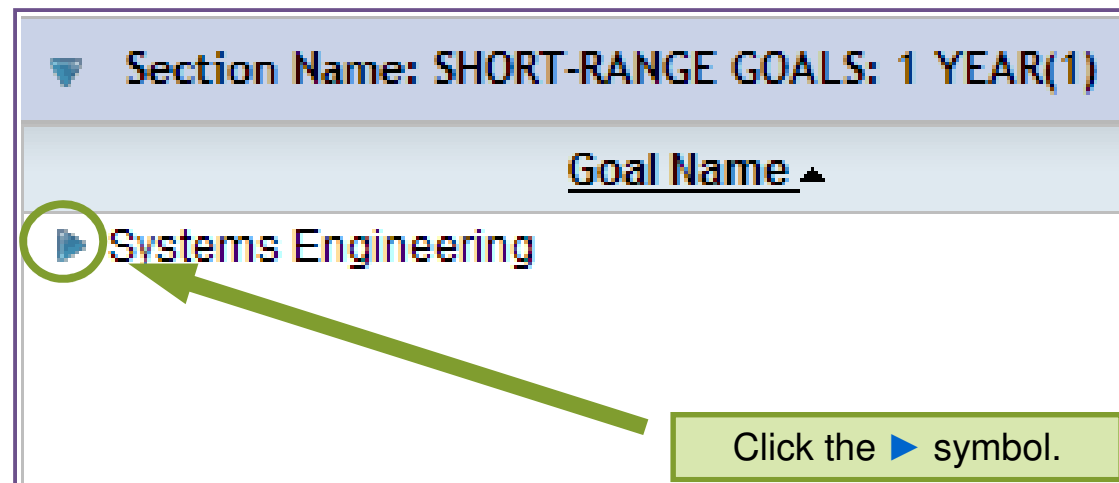 Section Name: SHORT-RANGE GOALS: 1 YEAR(1)
Goal Name
Systems Engineering
Click the ► symbol.